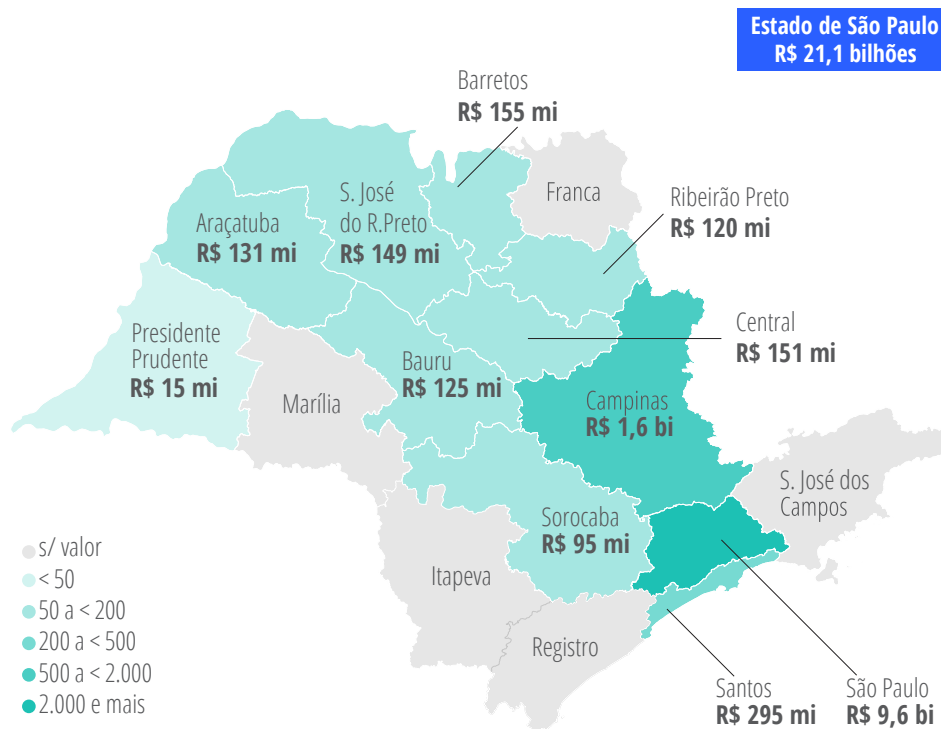 Estado de São Paulo
R$ 21,1 bilhões
Barretos
R$ 155 mi
Franca
Ribeirão Preto
R$ 120 mi
S. José
do R.Preto
R$ 149 mi
Araçatuba
R$ 131 mi
Central
R$ 151 mi
Presidente
Prudente
R$ 15 mi
Bauru
R$ 125 mi
Marília
Campinas
R$ 1,6 bi
S. José dos
Campos
Sorocaba
R$ 95 mi
Itapeva
Registro
Santos
R$ 295 mi
São Paulo
R$ 9,6 bi
s/ valor
< 50
50 a < 200
200 a < 500
500 a < 2.000
2.000 e mais